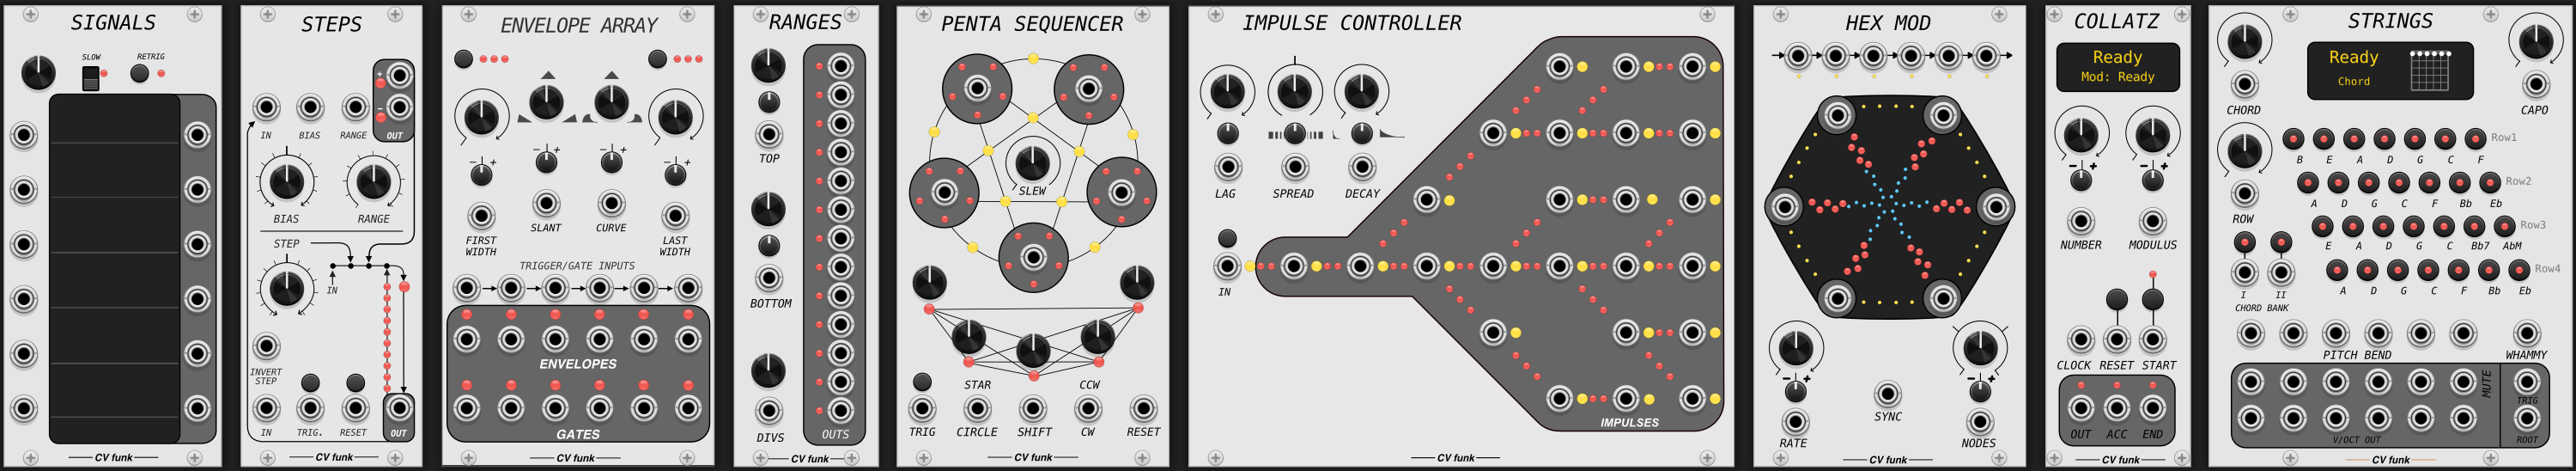 SIGNALS
SLOW
RETRIG
CV funk
STEPS
IN
BIAS
RANGE
+
-
OUT
BIAS
RANGE
STEP
IN
INVERT
STEP
IN
TRIG.
RESET
OUT
CV funk
ENVELOPE ARRAY
- +
- +
- +
- +
FIRST
WIDTH
SLANT
CURVE
LAST
WIDTH
TRIGGER/GATE INPUTS
ENVELOPES
GATES
CV funk
RANGES
TOP
BOTTOM
DIVS
OUTS
CV funk
PENTA SEQUENCER
SLEW
STAR
CCW
TRIG
CIRCLE
SHIFT
CW
RESET
CV funk
IMPULSE CONTROLLER
LAG
SPREAD
DECAY
IN
IMPULSES
CV funk
HEX MOD
- +
- +
RATE
SYNC
NODES
CV funk
COLLATZ
Ready
Mod: Ready
- +
- +
NUMBER
MODULUS
CLOCK
RESET
START
OUT
ACC
END
CV funk
STRINGS
Ready
Chord
CHORD
CAPO
Row1
B E A D G C F
Row2
A D G C F Bb Eb
ROW
Row3
E A D G C Bb7 AbM
Row4
A D G C F Bb Eb
I
II
CHORD BANK
PITCH BEND
WHAMMY
MUTE
TRIG
V/OCT OUT
ROOT
CV funk